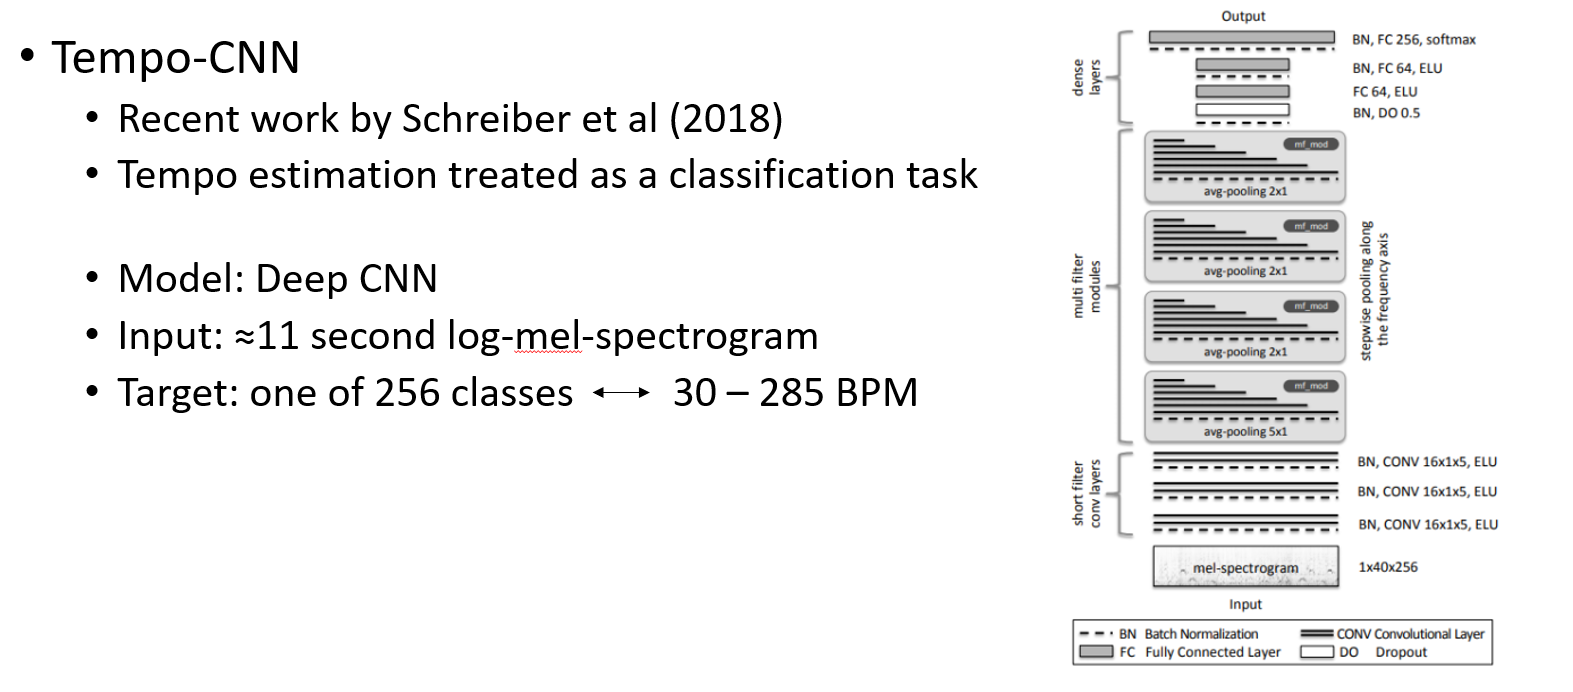 • Tempo-CNN
• Recent work by Schreiber et al (2018)
• Tempo estimation treated as a classification task
• Model: Deep CNN
• Input: ≈11 second log-mel-spectrogram
• Target: one of 256 classes ⟷ 30 – 285 BPM
Output
BN, FC 256, softmax
BN, FC 64, ELU
FC 64, ELU
BN, DO 0.5
dense
layers
mf_mod
avg-pooling 2x1
mf_mod
avg-pooling 2x1
mf_mod
avg-pooling 2x1
mf_mod
avg-pooling 5x1
multi filter
modules
stepwise pooling along
the frequency axis
BN, CONV 16x1x5, ELU
BN, CONV 16x1x5, ELU
BN, CONV 16x1x5, ELU
short filter
conv layers
mel-spectrogram
1x40x256
Input
BN Batch Normalization
CONV Convolutional Layer
FC Fully Connected Layer
DO Dropout